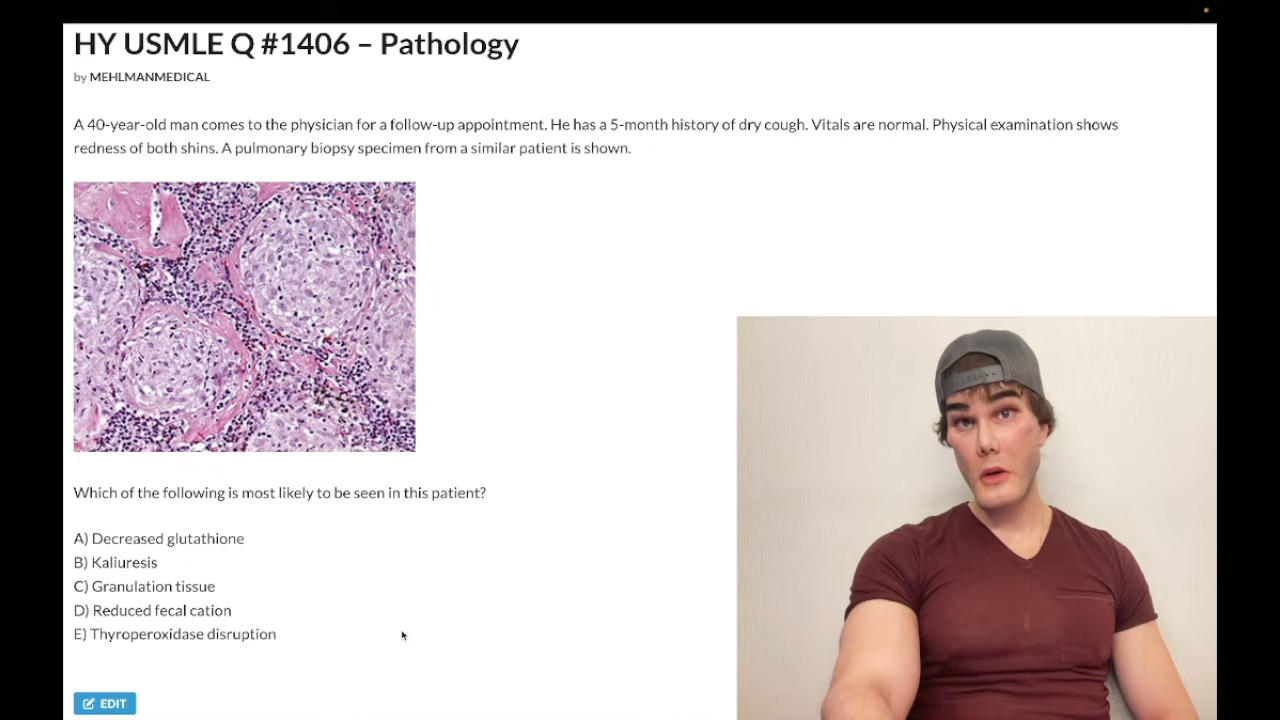 HY USMLE Q #1406 – Pathology
by MEHLMANMEDICAL
A 40-year-old man comes to the physician for a follow-up appointment. He has a 5-month history of dry cough. Vitals are normal. Physical examination shows
redness of both shins. A pulmonary biopsy specimen from a similar patient is shown.
Which of the following is most likely to be seen in this patient?
A) Decreased glutathione
B) Kaliuresis
C) Granulation tissue
D) Reduced fecal cation
E) Thyroperoxidase disruption
EDIT